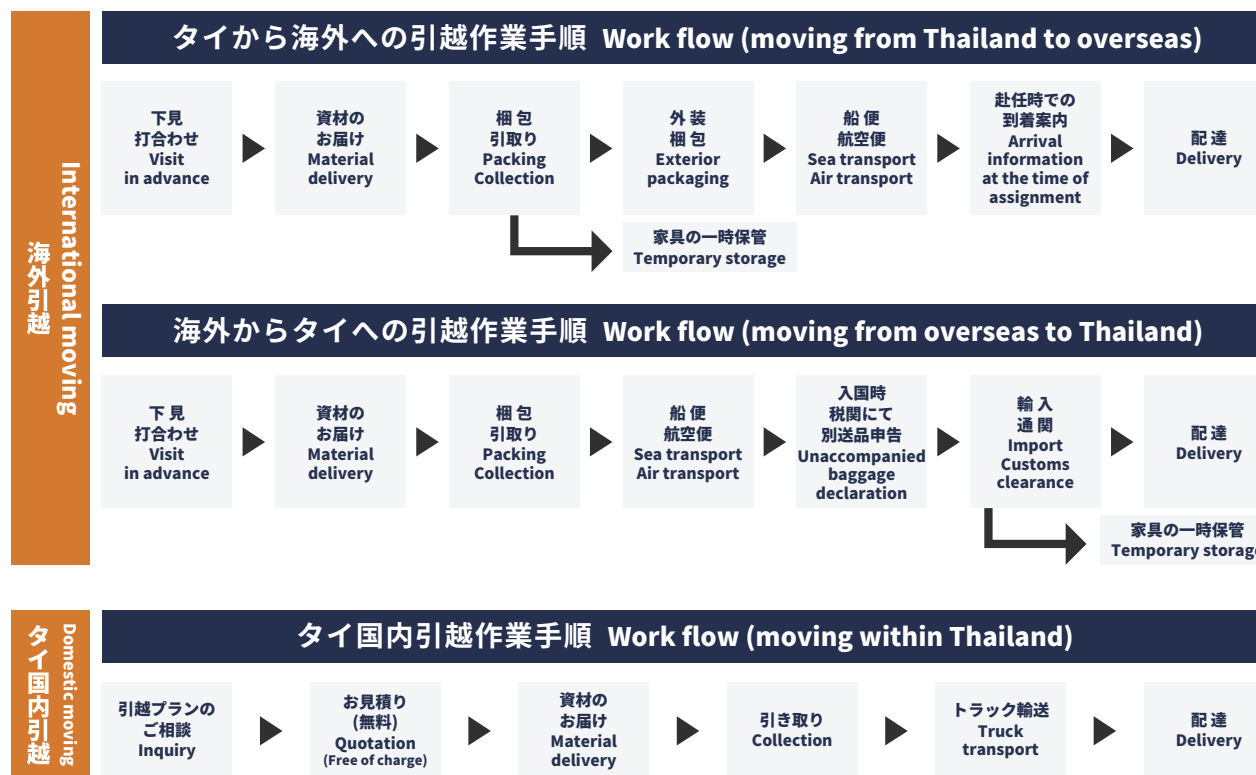 International moving
海外引越
タイから海外への引越作業手順 Work flow (moving from Thailand to overseas)
下見
打合わせ
Visit
in advance
資材の
お届け
Material
delivery
梱 包
引取り
Packing
Collection
外 装
梱 包
Exterior
packaging
船 便
航空便
Sea transport
Air transport
赴任時での
到着案内
Arrival
information
at the time of
assignment
配 達
Delivery
家具の一時保管
Temporary storage
海外からタイへの引越作業手順 Work flow (moving from overseas to Thailand)
下 見
打合わせ
Visit
in advance
資材の
お届け
Material
delivery
梱 包
引取り
Packing
Collection
船 便
航空便
Sea transport
Air transport
入国時
税関にて
別送品申告
Unaccompanied
baggage
declaration
輸 入
通 関
Import
Customs
clearance
配 達
Delivery
家具の一時保管
Temporary storage
Domestic moving
タイ国内引越
タイ国内引越作業手順 Work flow (moving within Thailand)
引越プランの
ご相談
Inquiry
お見積り
(無料)
Quotation
(Free of charge)
資材の
お届け
Material
delivery
引き取り
Collection
トラック輸送
Truck
transport
配 達
Delivery